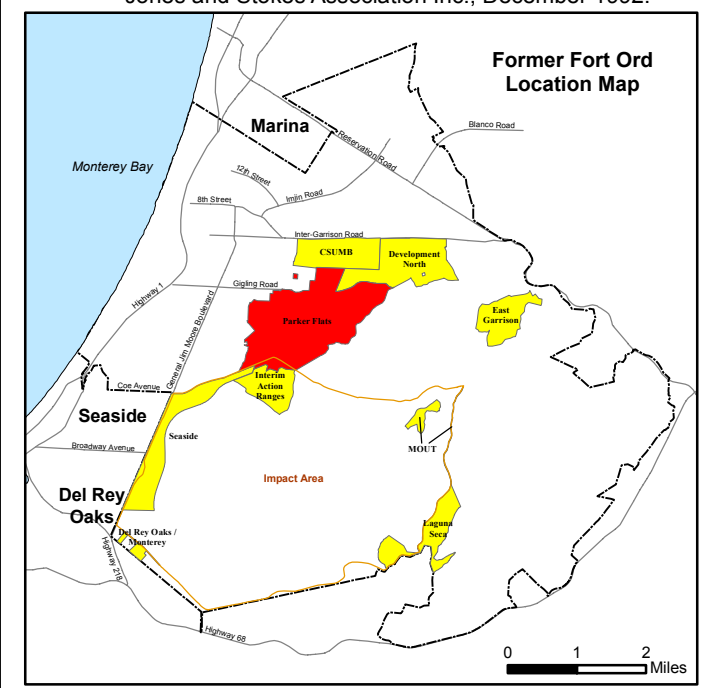 Jones and Stokes Association Inc., December 1992.
Former Fort Ord
Location Map
Marina
Blanco Road
Reservation Road
Monterey Bay
12th Street
Imjin Road
8th Street
Inter-Garrison Road
CSUMB
Development
North
Gigling Road
Highway 1
General Jim Moore Boulevard
Parker Flats
East
Garrison
Interim
Action
Ranges
Coe Avenue
Seaside
Seaside
Broadway Avenue
MOUT
Impact Area
Del Rey
Oaks
Del Rey Oaks /
Monterey
Laguna
Seca
Highway 218
Highway 68
0 1 2
Miles